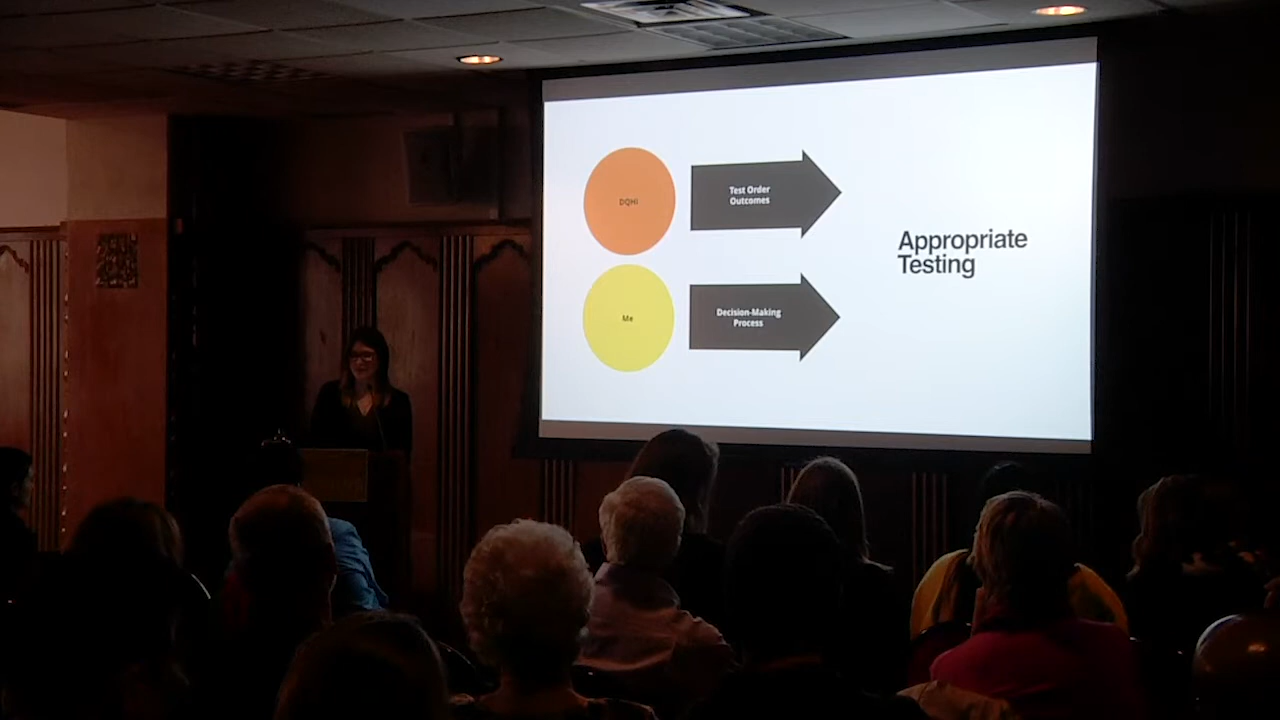 DQHI
Test Order
Outcomes
Appropriate
Testing
Me
Decision-Making
Process